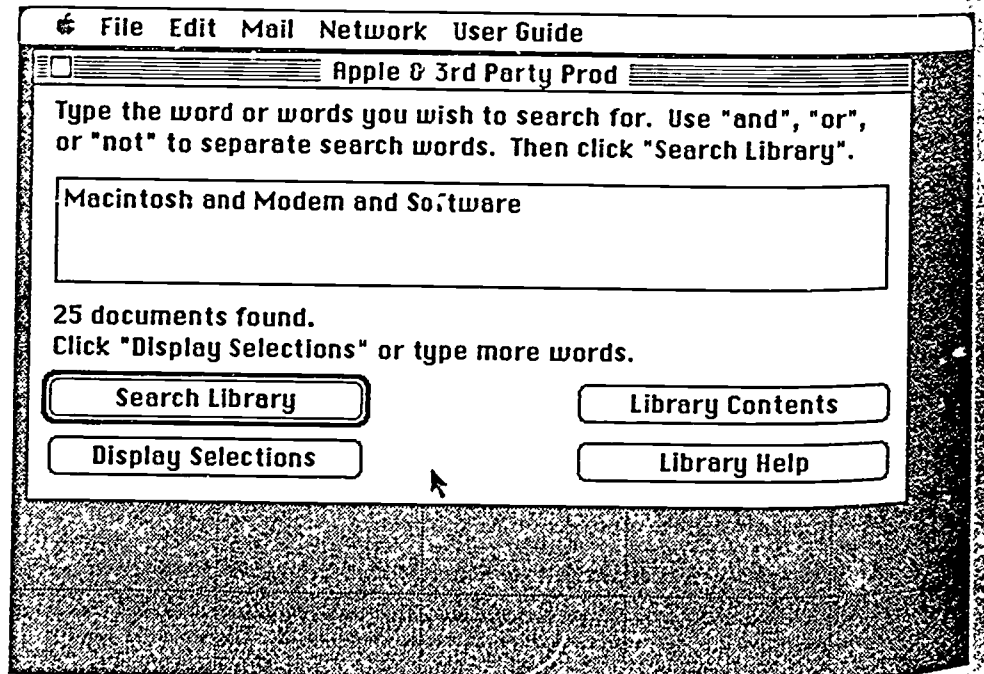 File Edit Mail Network User Guide
Apple & 3rd Party Prod
Type the word or words you wish to search for. Use "and", "or",
or "not" to separate search words. Then click "Search Library".
Macintosh and Modem and Software
25 documents found.
Click "Display Selections" or type more words.
Search Library
Library Contents
Display Selections
Library Help